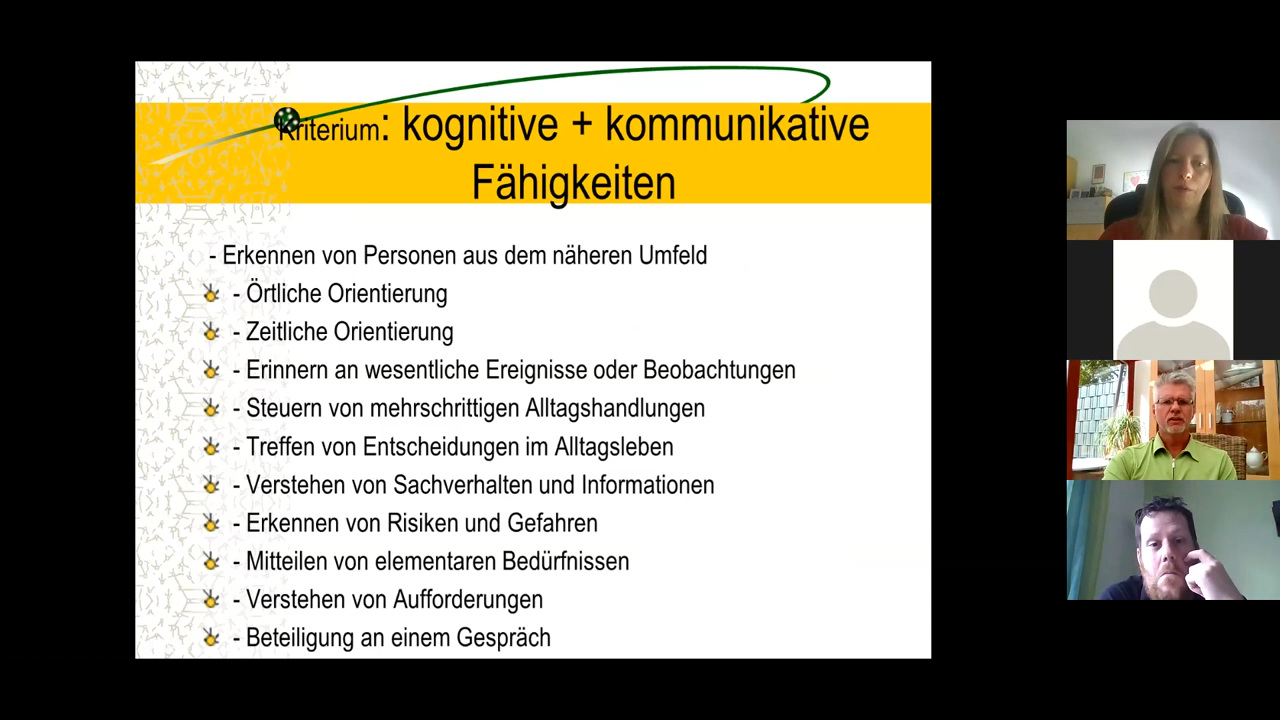 Kriterium: kognitive + kommunikative
Fähigkeiten
- Erkennen von Personen aus dem näheren Umfeld
- Örtliche Orientierung
- Zeitliche Orientierung
- Erinnern an wesentliche Ereignisse oder Beobachtungen
- Steuern von mehrschrittigen Alltagshandlungen
- Treffen von Entscheidungen im Alltagsleben
- Verstehen von Sachverhalten und Informationen
- Erkennen von Risiken und Gefahren
- Mitteilen von elementaren Bedürfnissen
- Verstehen von Aufforderungen
- Beteiligung an einem Gespräch